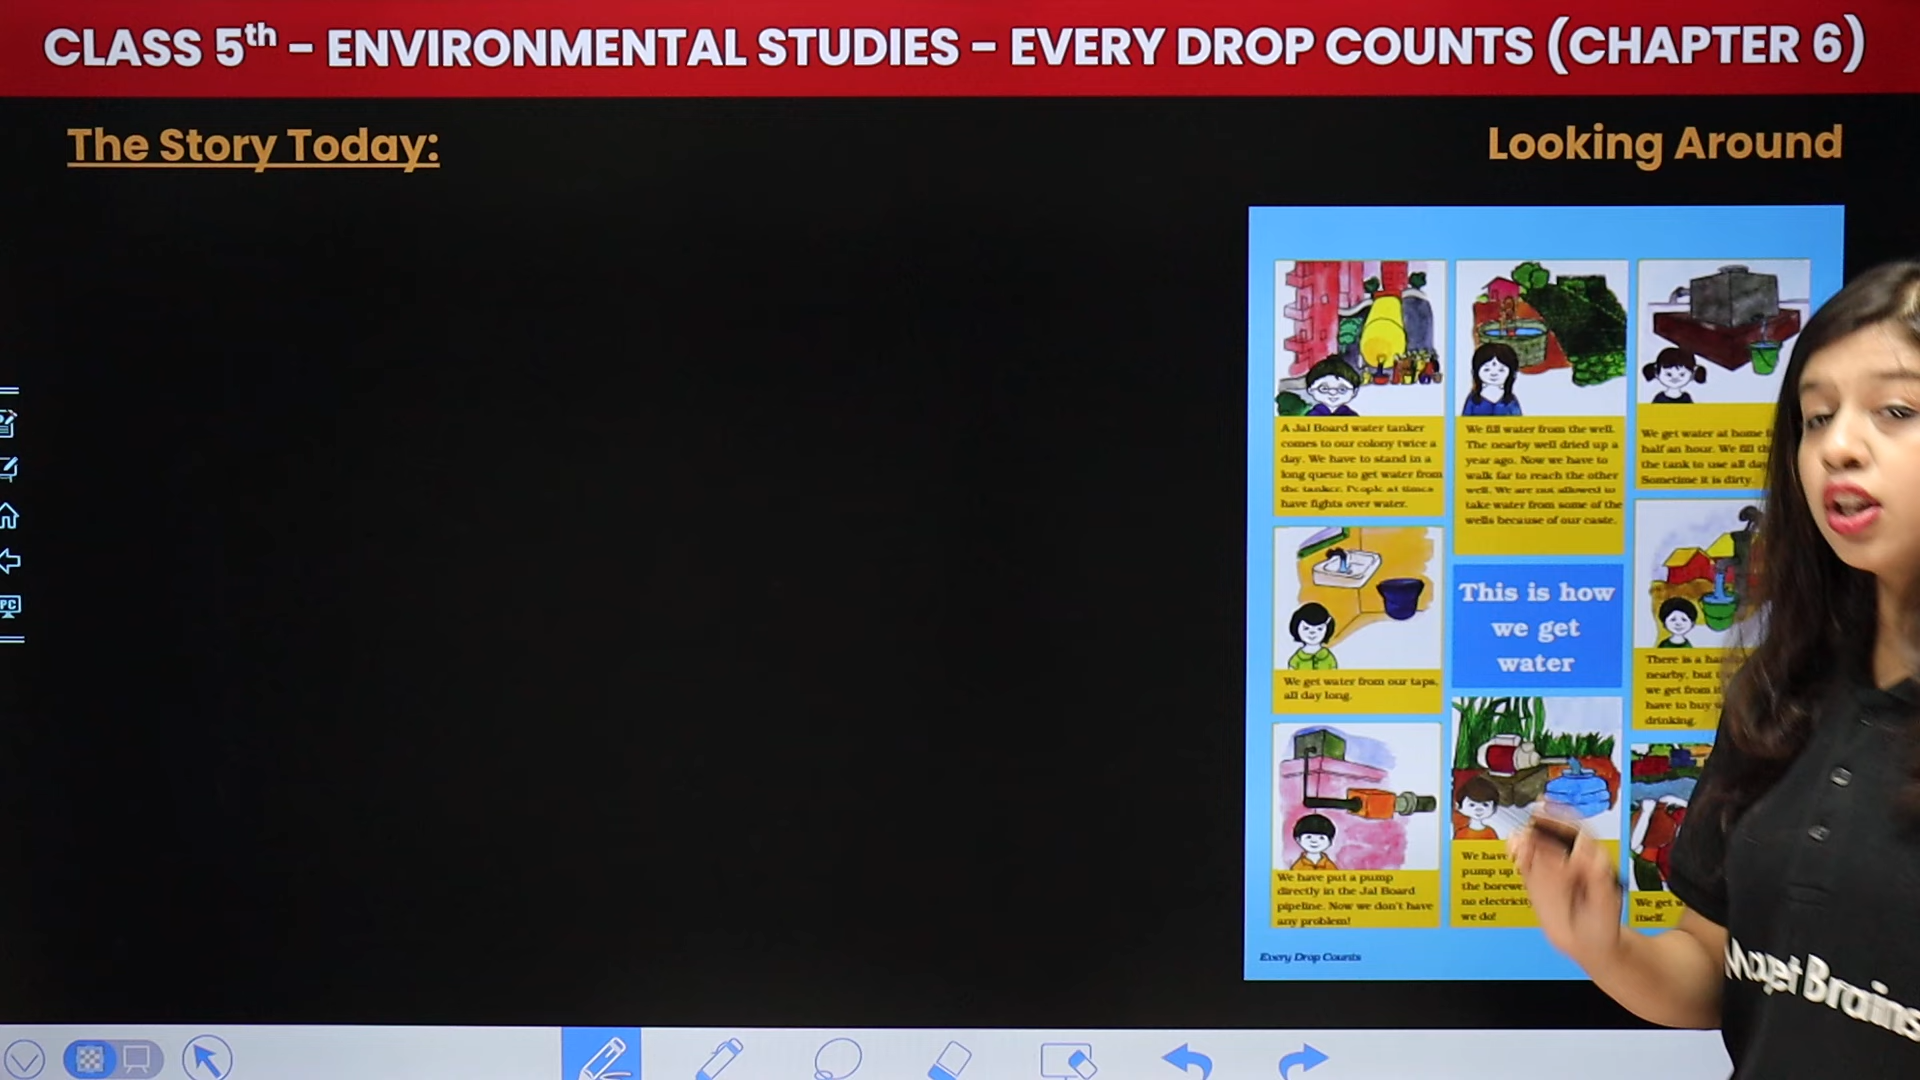 CLASS 5th – ENVIRONMENTAL STUDIES – EVERY DROP COUNTS (CHAPTER 6)
The Story Today:
Looking Around
A Jal Board water tanker
comes to our colony twice a
day. We have to stand in a
long queue to get water from
the tanker. People at times
have fights over water.
We fill water from the well.
The nearby well dried up a
year ago. Now we have to
walk far to reach the other
well. We are not allowed to
take water from some of the
wells because of our caste.
We get water at home
half an hour. We fill
the tank to use all day
Sometime it is dirty.
We get water from our taps,
all day long.
This is how
we get
water
There is a
nearby, but
we get from
have to buy
drinking.
We have put a pump
directly in the Jal Board
pipeline. Now we don't have
any problem!
We have
pump up
the
no electricity
we do!
We get
itself.
Every Drop Counts
PC
Magnet Brains